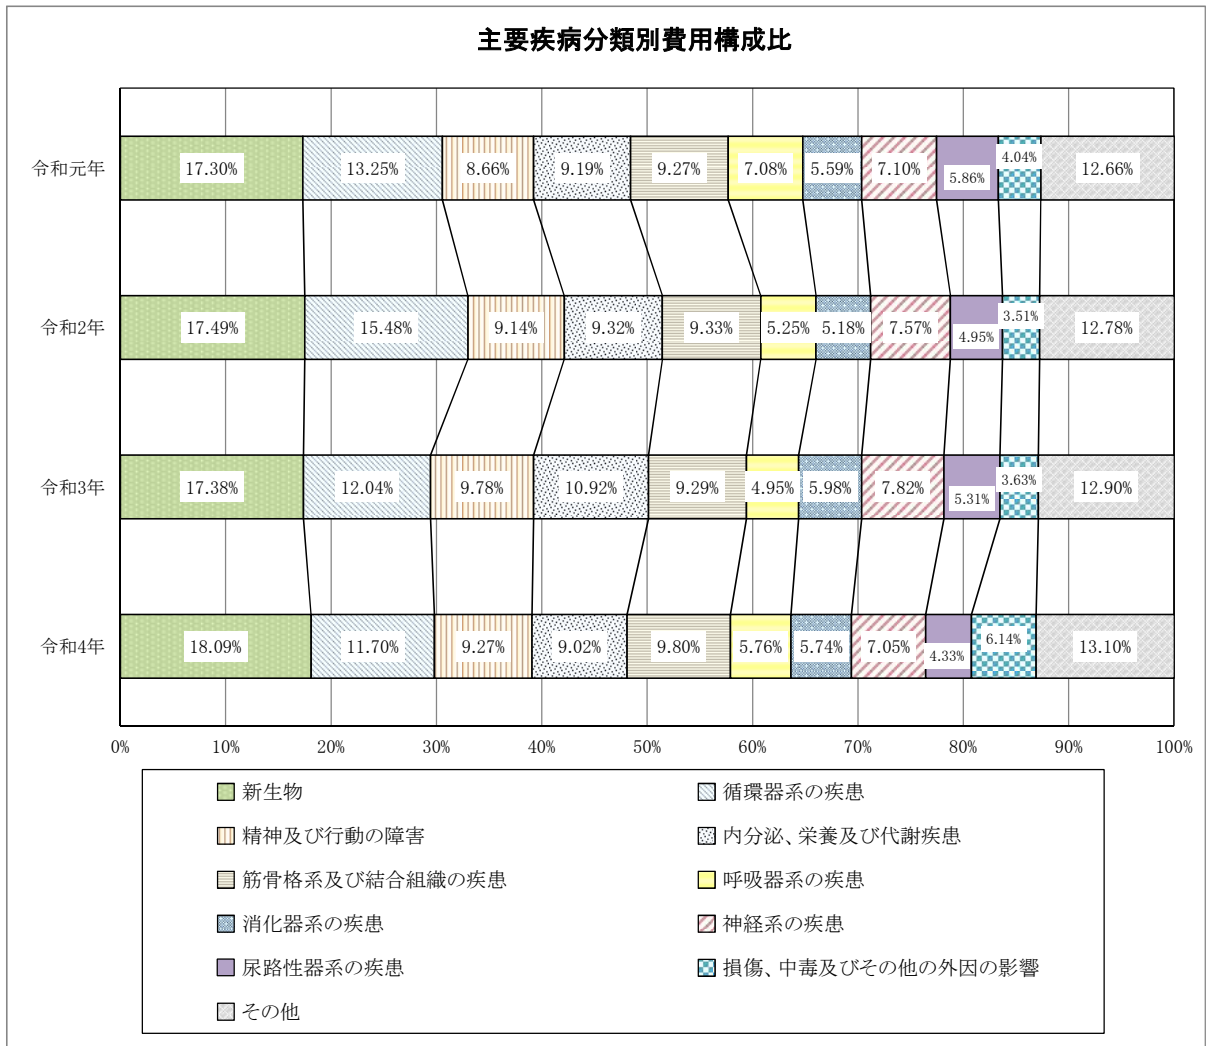 主要疾病分類別費用構成比
令和元年 17.30% 13.25% 8.66% 9.19% 9.27% 7.08% 5.59% 7.10% 5.86% 4.04% 12.66%
令和2年 17.49% 15.48% 9.14% 9.32% 9.33% 5.25% 5.18% 7.57% 4.95% 3.51% 12.78%
令和3年 17.38% 12.04% 9.78% 10.92% 9.29% 4.95% 5.98% 7.82% 5.31% 3.63% 12.90%
令和4年 18.09% 11.70% 9.27% 9.02% 9.80% 5.76% 5.74% 7.05% 4.33% 6.14% 13.10%
0% 10% 20% 30% 40% 50% 60% 70% 80% 90% 100%
新生物 循環器系の疾患
精神及び行動の障害 内分泌、栄養及び代謝疾患
筋骨格系及び結合組織の疾患 呼吸器系の疾患
消化器系の疾患 神経系の疾患
尿路性器系の疾患 損傷、中毒及びその他の外因の影響
その他